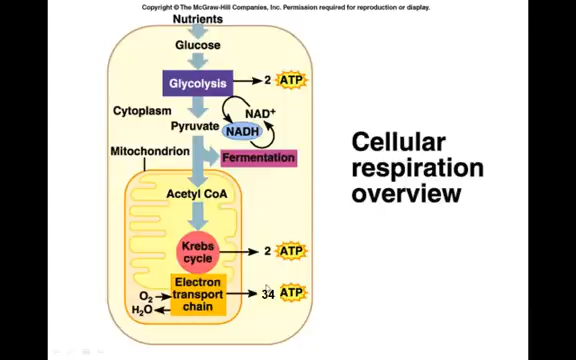 Copyright © The McGraw-Hill Companies, Inc. Permission required for reproduction or display.
Nutrients
Glucose
Glycolysis
2 ATP
Cytoplasm
NAD+
Pyruvate
NADH
Mitochondrion
Fermentation
Cellular
respiration
overview
Acetyl CoA
Krebs
cycle
2 ATP
Electron
transport
chain
O2
H2O
34 ATP